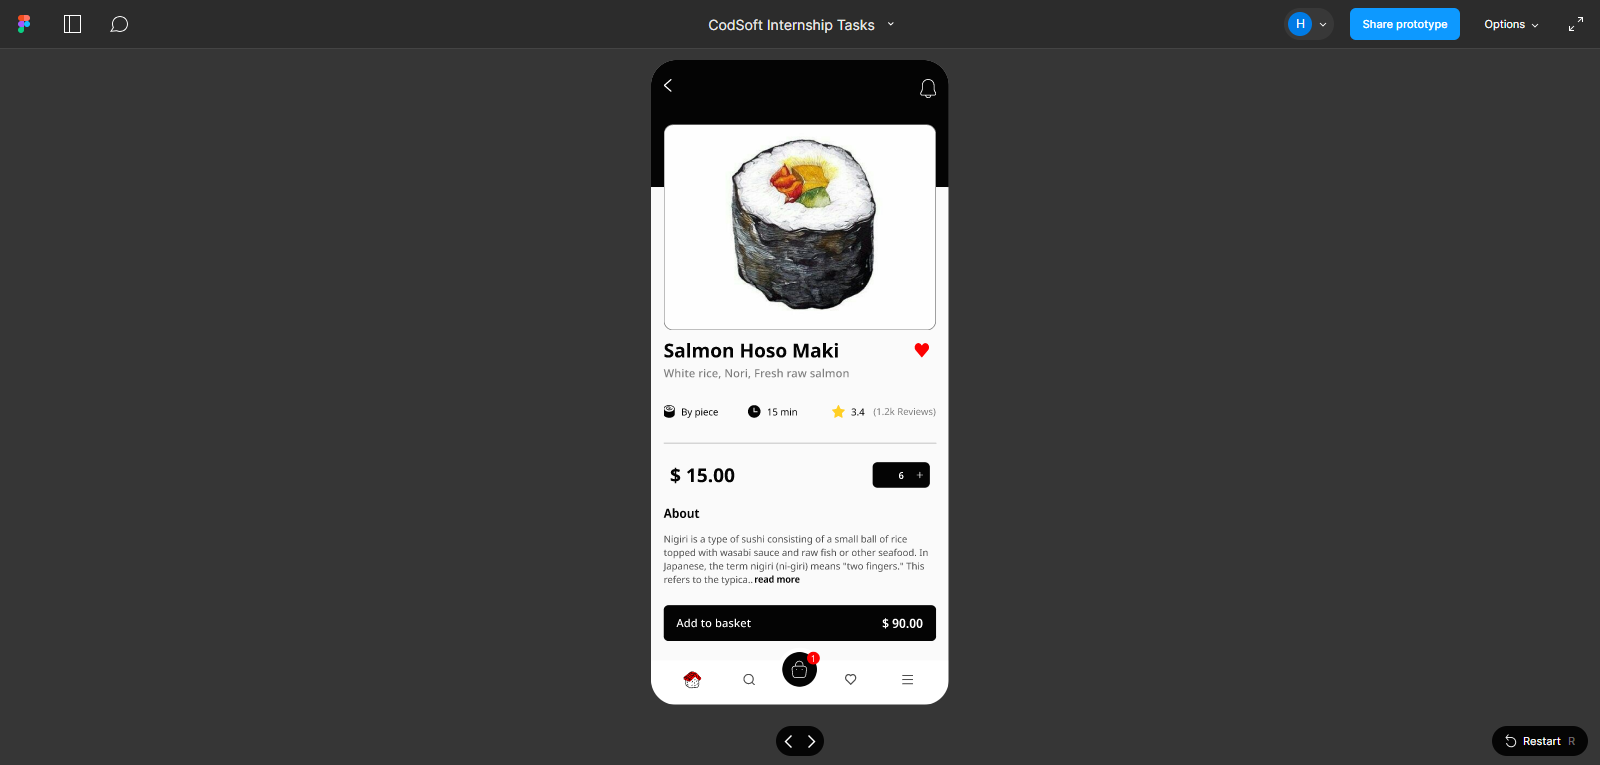 CodSoft Internship Tasks
H
Share prototype
Options
Salmon Hoso Maki
White rice, Nori, Fresh raw salmon
By piece
15 min
3.4 (1.2k Reviews)
$ 15.00
6 +
About
Nigiri is a type of sushi consisting of a small ball of rice
topped with wasabi sauce and raw fish or other seafood. In
Japanese, the term nigiri (ni-giri) means "two fingers." This
refers to the typica.. read more
Add to basket
$ 90.00
1
Restart R